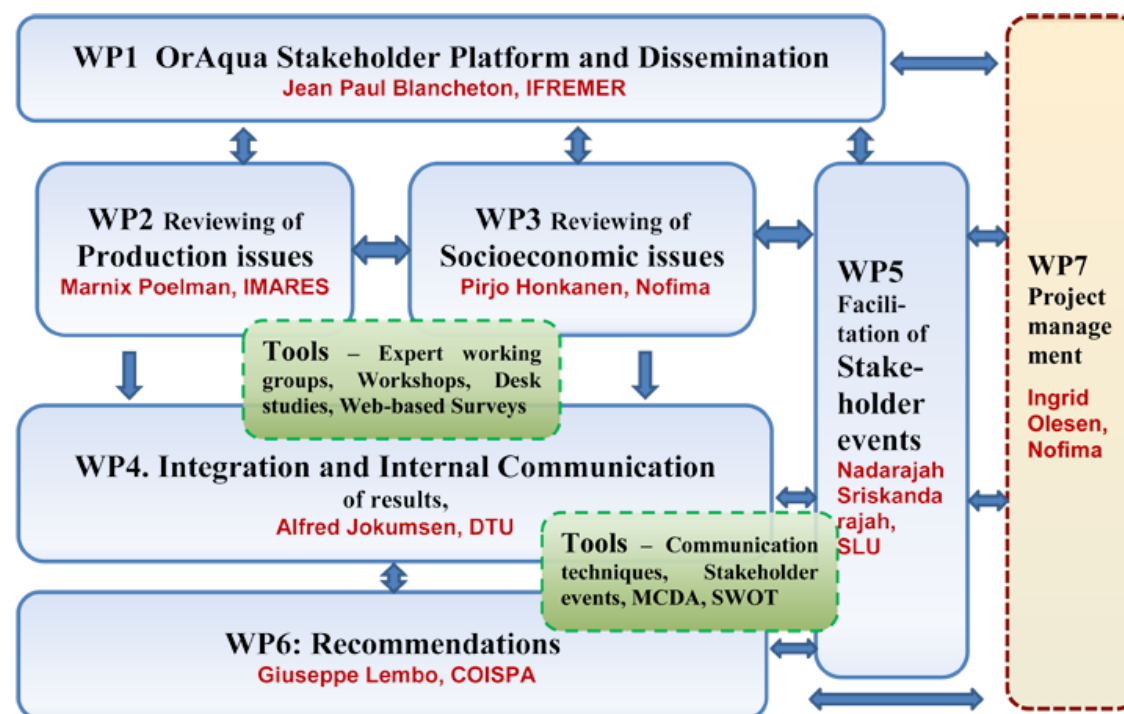 WP1 OrAqua Stakeholder Platform and Dissemination
Jean Paul Blancheton, IFREMER
WP2 Reviewing of
Production issues
Marnix Poelman, IMARES
WP3 Reviewing of
Socioeconomic issues
Pirjo Honkanen, Nofima
Tools – Expert working
groups, Workshops, Desk
studies, Web-based Surveys
WP4. Integration and Internal Communication
of results,
Alfred Jokumsen, DTU
Tools – Communication
techniques, Stakeholder
events, MCDA, SWOT
WP6: Recommendations
Giuseppe Lembo, COISPA
WP5
Facili-
tation of
Stake-
holder
events
Nadarajah
Sriskanda
rajah,
SLU
WP7
Project
manage
ment
Ingrid
Olesen,
Nofima